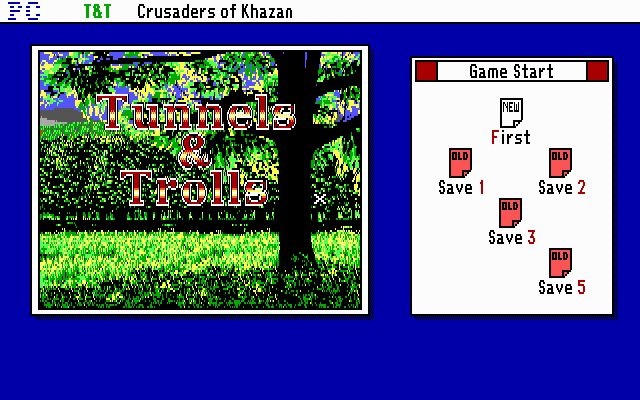 PC T&T Crusaders of Khazan
Tunnels
&
Trolls
Game Start
NEW
First
OLD OLD
Save 1 Save 2
OLD
Save 3
OLD
Save 5